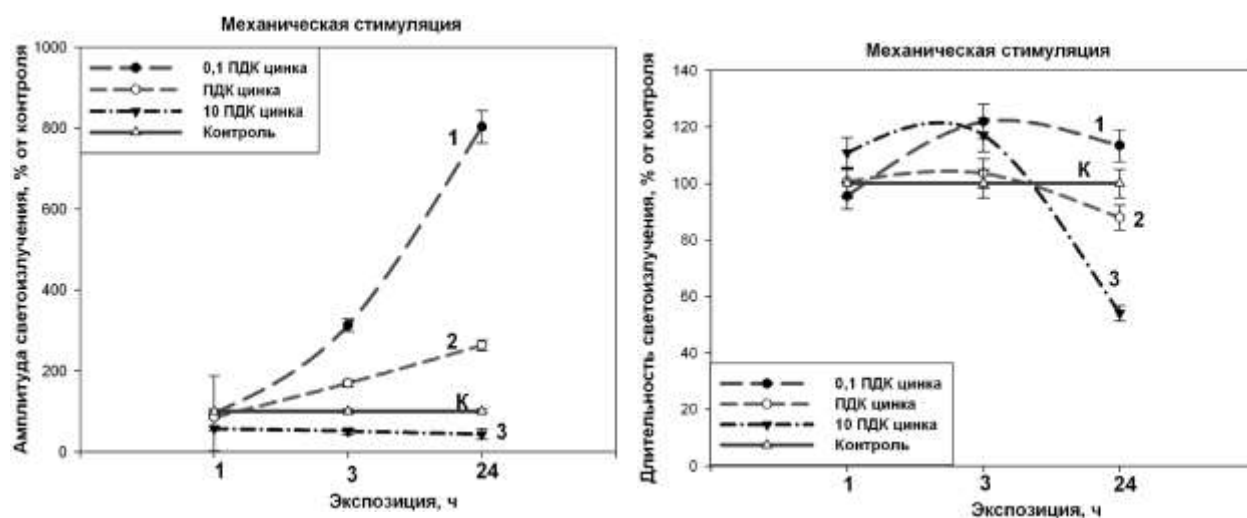 Механическая стимуляция
Амплитуда светоизлучения, % от контроля
1000
800
600
400
200
0
0,1 ПДК цинка
ПДК цинка
10 ПДК цинка
Контроль
1
2
К
3
1
3
24
Экспозиция, ч
Механическая стимуляция
Длительность светоизлучения, % от контроля
140
120
100
80
60
40
20
0
1
К
2
3
0,1 ПДК цинка
ПДК цинка
10 ПДК цинка
Контроль
1
3
24
Экспозиция, ч